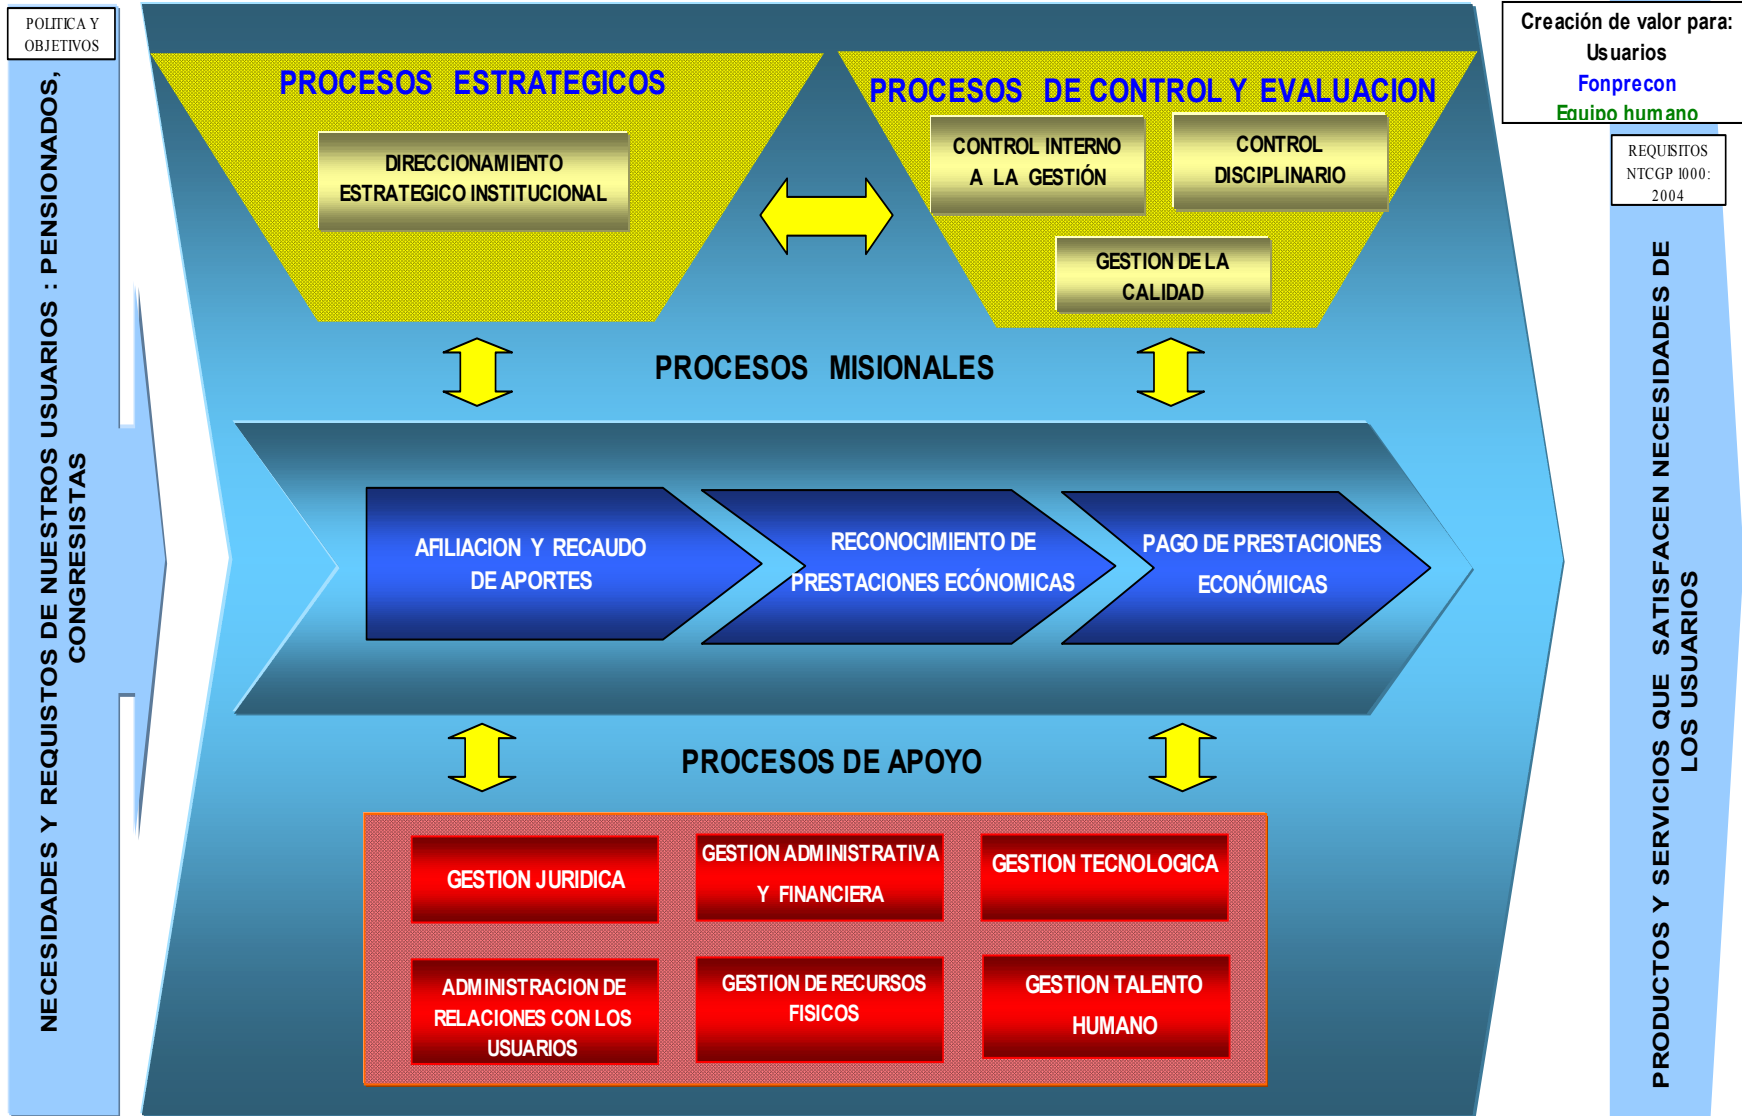 POLITICA Y
OBJETIVOS
NECESIDADES Y REQUISTOS DE NUESTROS USUARIOS : PENSIONADOS,
CONGRESISTAS
PROCESOS ESTRATEGICOS
DIRECCIONAMIENTO
ESTRATEGICO INSTITUCIONAL
PROCESOS DE CONTROL Y EVALUACION
CONTROL INTERNO
A LA GESTIÓN
CONTROL
DISCIPLINARIO
GESTION DE LA
CALIDAD
PROCESOS MISIONALES
AFILIACION Y RECAUDO
DE APORTES
RECONOCIMIENTO DE
PRESTACIONES ECÓNOMICAS
PAGO DE PRESTACIONES
ECONÓMICAS
PROCESOS DE APOYO
GESTION JURIDICA
GESTION ADMINISTRATIVA
Y FINANCIERA
GESTION TECNOLOGICA
ADMINISTRACION DE
RELACIONES CON LOS
USUARIOS
GESTION DE RECURSOS
FISICOS
GESTION TALENTO
HUMANO
Creación de valor para:
Usuarios
Fonprecon
Equipo humano
REQUISITOS
NTCGP 1000:
2004
PRODUCTOS Y SERVICIOS QUE SATISFACEN NECESIDADES DE
LOS USUARIOS